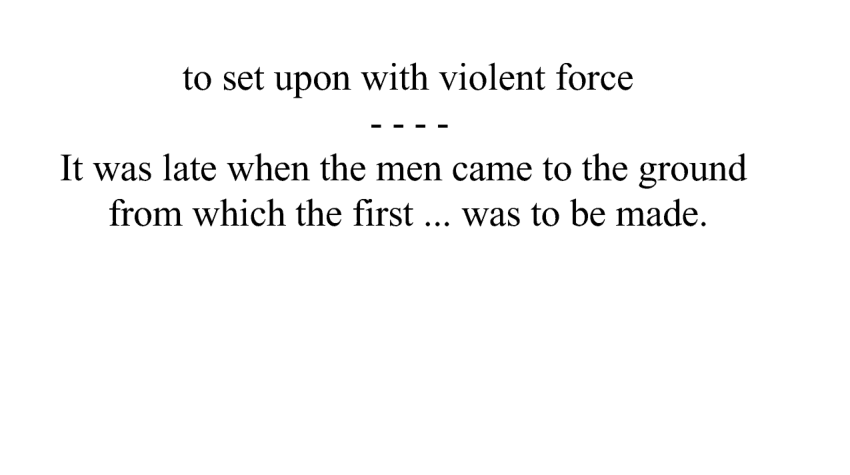 to set upon with violent force
- - - -
It was late when the men came to the ground
from which the first ... was to be made.